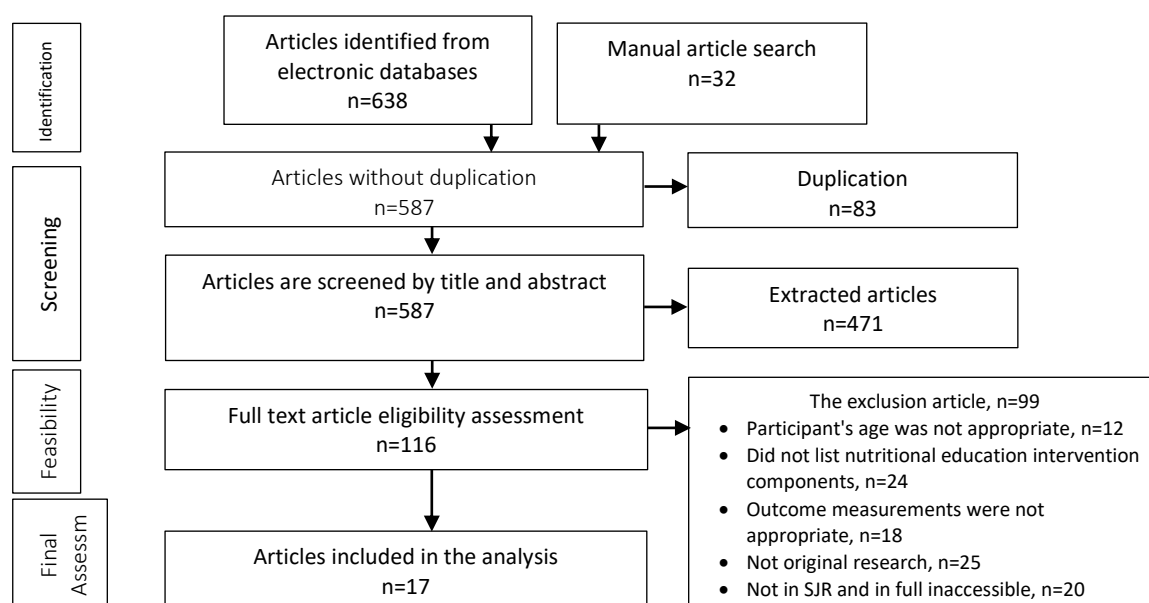 Identification
Articles identified from
electronic databases
n=638
Manual article search
n=32
Screening
Articles without duplication
n=587
Duplication
n=83
Articles are screened by title and abstract
n=587
Extracted articles
n=471
Feasibility
Full text article eligibility assessment
n=116
The exclusion article, n=99
• Participant's age was not appropriate, n=12
• Did not list nutritional education intervention
components, n=24
• Outcome measurements were not
appropriate, n=18
• Not original research, n=25
• Not in SJR and in full inaccessible, n=20
Final
Assessm
Articles included in the analysis
n=17